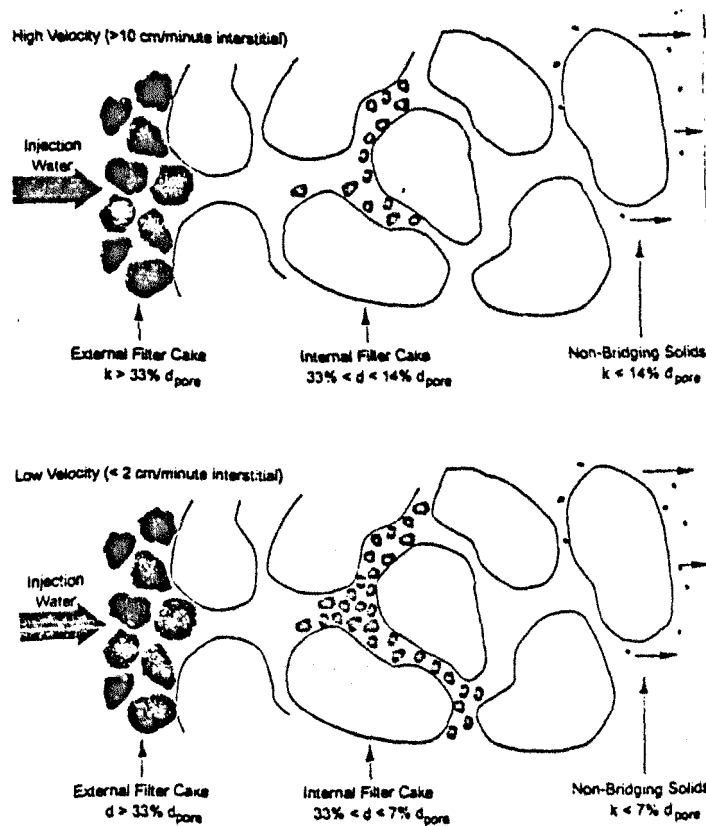 High Velocity (>10 cm/minute interstitial)
Injection
Water
External Filter Cake
k > 33% dpore
Internal Filter Cake
33% < d < 14% dpore
Non-Bridging Solids
k < 14% dpore
Low Velocity (< 2 cm/minute interstitial)
Injection
Water
External Filter Cake
d > 33% dpore
Internal Filter Cake
33% < d < 7% dpore
Non-Bridging Solids
k < 7% dpore